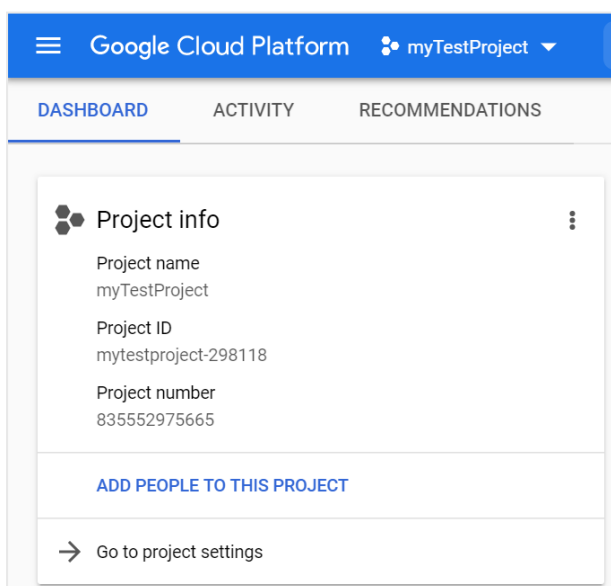 Google Cloud Platform myTestProject
DASHBOARD ACTIVITY RECOMMENDATIONS
Project info
Project name
myTestProject
Project ID
mytestproject-298118
Project number
835552975665
ADD PEOPLE TO THIS PROJECT
Go to project settings